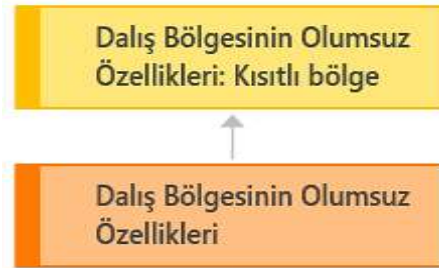 Dalış Bölgesinin Olumsuz
Özellikleri: Kısıtlı bölge
Dalış Bölgesinin Olumsuz
Özellikleri